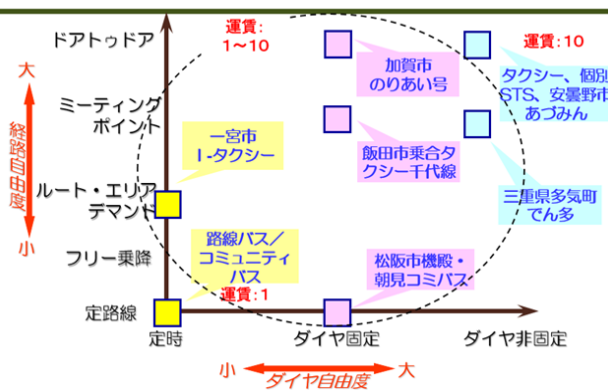 運賃:
1～10
運賃:10
ドアトゥドア
加賀市
のりあい号
タクシー、個別
STS、安曇野市
あづみん
大
経路自由度
小
ミーティング
ポイント
一宮市
i-タクシー
飯田市乗合タ
クシー千代線
ルート・エリア
デマンド
三重県多気町
でん多
フリー乗降
路線バス／
コミュニティ
バス
運賃:1
松阪市機殿・
朝見コミバス
定路線
定時
ダイヤ固定
ダイヤ非固定
小
大
ダイヤ自由度